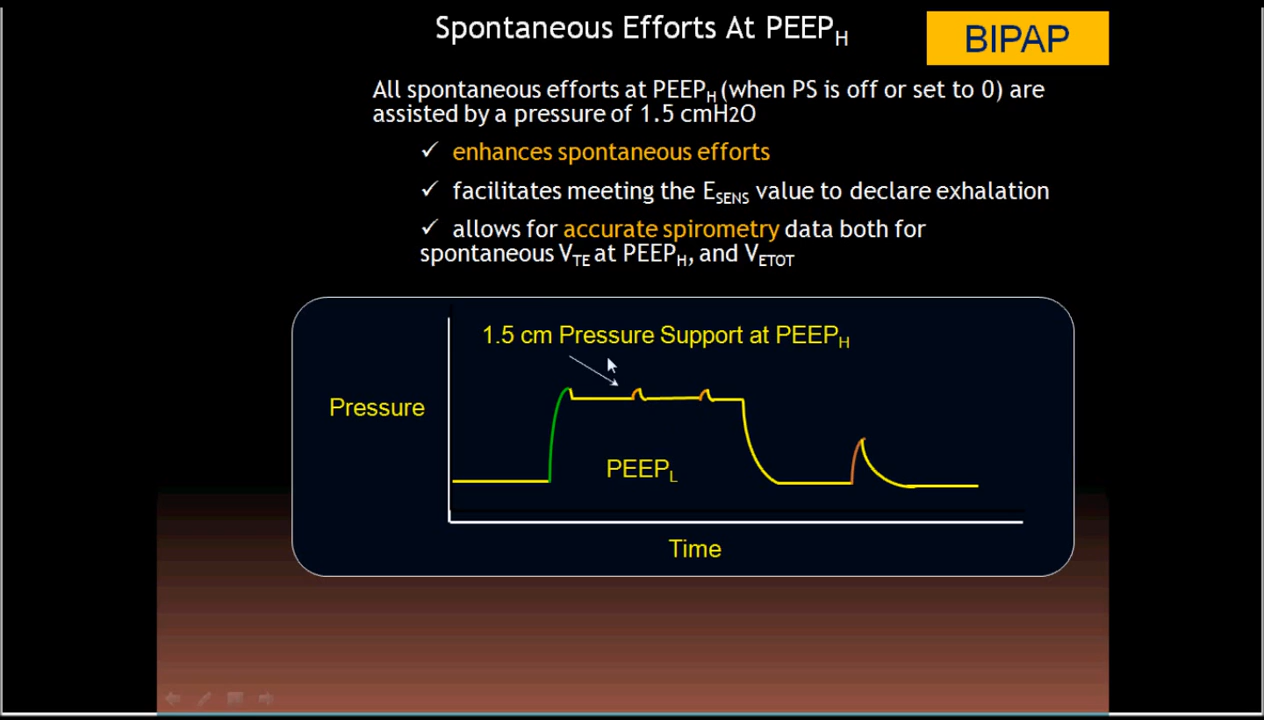 Spontaneous Efforts At PEEPH
BIPAP
All spontaneous efforts at PEEPH (when PS is off or set to 0) are
assisted by a pressure of 1.5 cmH2O
✓ enhances spontaneous efforts
✓ facilitates meeting the ESENS value to declare exhalation
✓ allows for accurate spirometry data both for
spontaneous VTE at PEEPH, and VETOT
1.5 cm Pressure Support at PEEPH
Pressure
PEEPL
Time